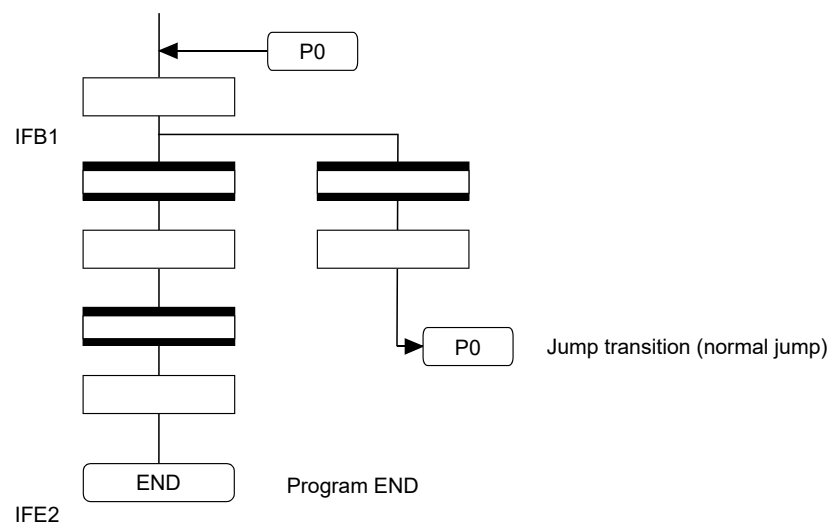 P0
IFB1
P0
Jump transition (normal jump)
END
Program END
IFE2